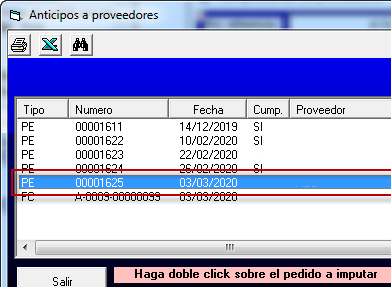 Anticipos a proveedores
Tipo Numero Fecha Cump. Proveedor
PE 00001611 14/12/2019 SI
PE 00001622 10/02/2020 SI
PE 00001623 22/02/2020
PE 00001624 26/02/2020 SI
PE 00001625 03/03/2020
FC A-0009-00000099 03/03/2020
Salir
Haga doble click sobre el pedido a imputar